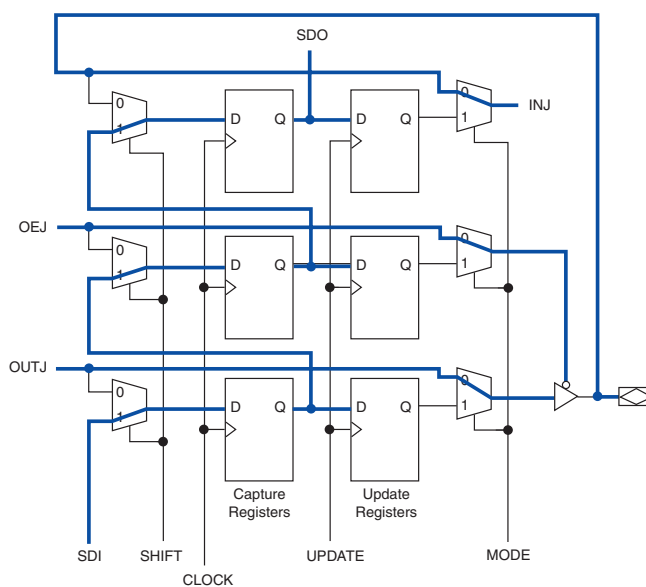 SDO
0
1
D Q
D Q
0
1
INJ
OEJ
0
1
D Q
D Q
0
1
OUTJ
0
1
D Q
D Q
0
1
Capture
Registers
Update
Registers
SDI
SHIFT
CLOCK
UPDATE
MODE